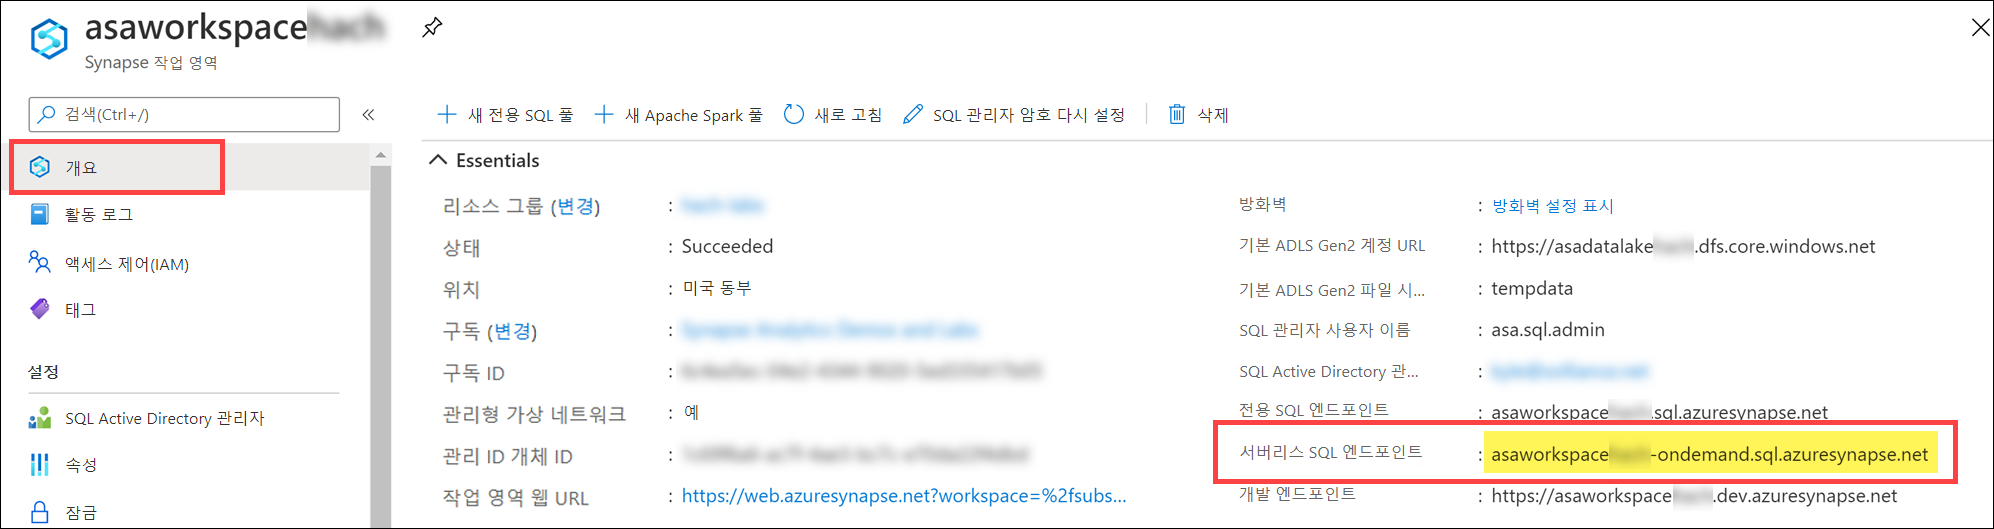 asaworkspace
Synapse 작업 영역
검색(Ctrl+/)
«
개요
활동 로그
액세스 제어(IAM)
태그
설정
SQL Active Directory 관리자
속성
잠금
새 전용 SQL 풀
새 Apache Spark 풀
새로 고침
SQL 관리자 암호 다시 설정
삭제
Essentials
리소스 그룹 (변경) :
상태 : Succeeded
위치 : 미국 동부
구독 (변경) :
구독 ID :
관리형 가상 네트워크 : 예
관리 ID 개체 ID :
작업 영역 웹 URL : https://web.azuresynapse.net?workspace=%2fsubs...
방화벽 : 방화벽 설정 표시
기본 ADLS Gen2 계정 URL : https://asadatalake .dfs.core.windows.net
기본 ADLS Gen2 파일 시... : tempdata
SQL 관리자 사용자 이름 : asa.sql.admin
SQL Active Directory 관... :
전용 SQL 엔드포인트 : asaworkspace .sql.azuresynapse.net
서버리스 SQL 엔드포인트 : asaworkspace -ondemand.sql.azuresynapse.net
개발 엔드포인트 : https://asaworkspace .dev.azuresynapse.net